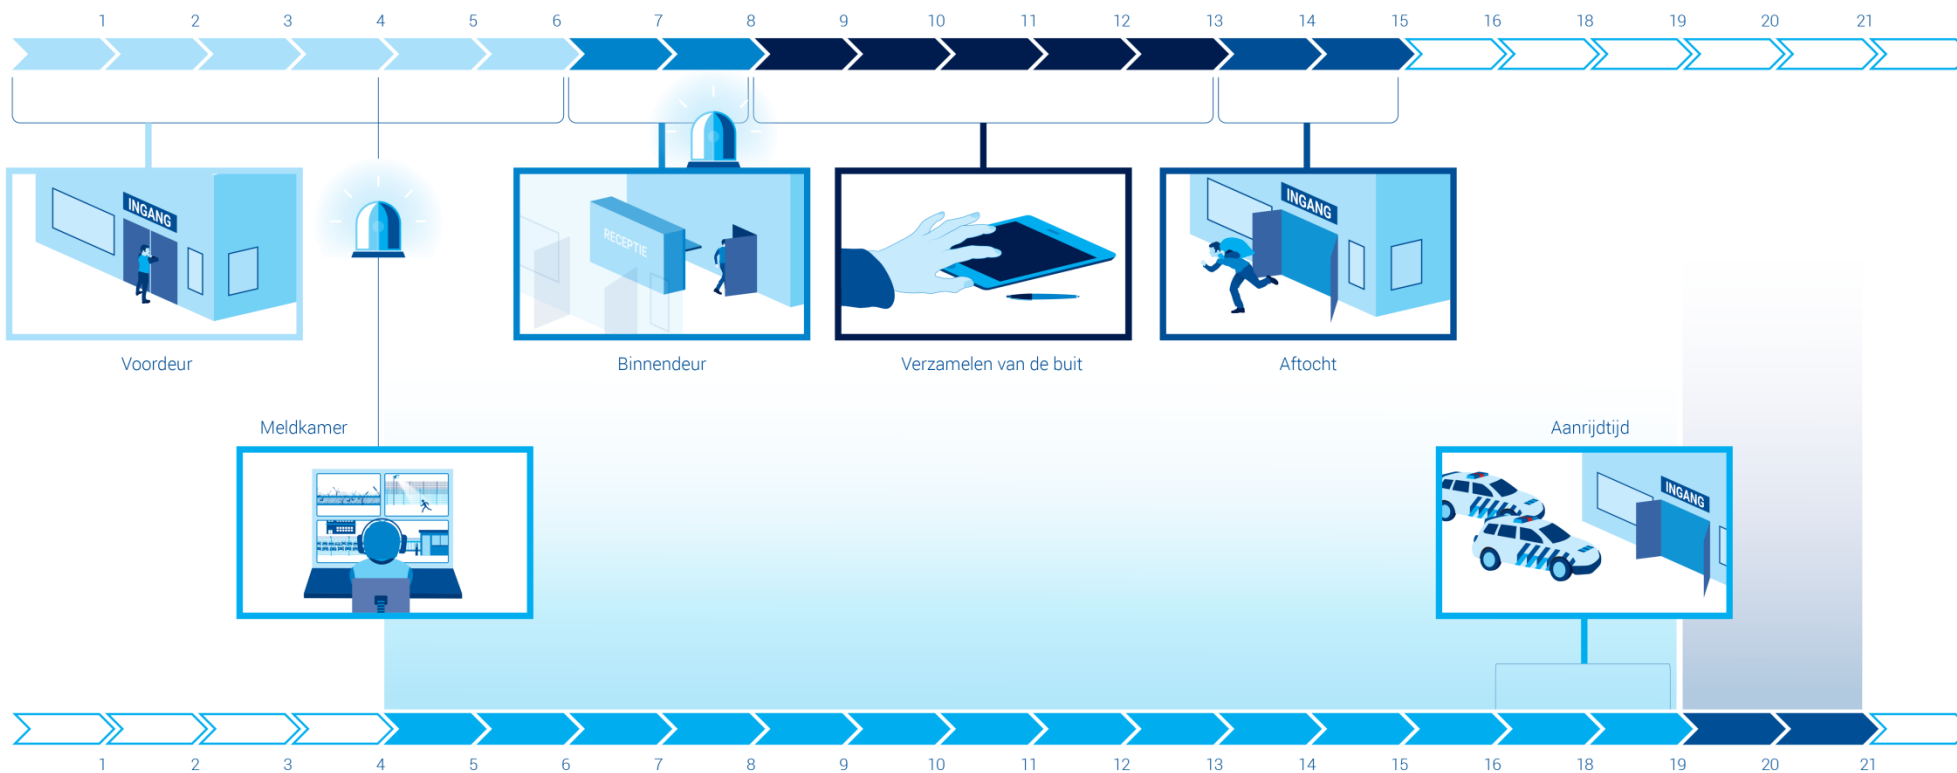 1 2 3 4 5 6 7 8 9 10 11 12 13 14 15 16 18 19 20 21
INGANG
RECEPTIE
INGANG
Voordeur
Binnendeur
Verzamelen van de buit
Aftocht
Meldkamer
Aanrijdtijd
INGANG
1 2 3 4 5 6 7 8 9 10 11 12 13 14 15 16 18 19 20 21